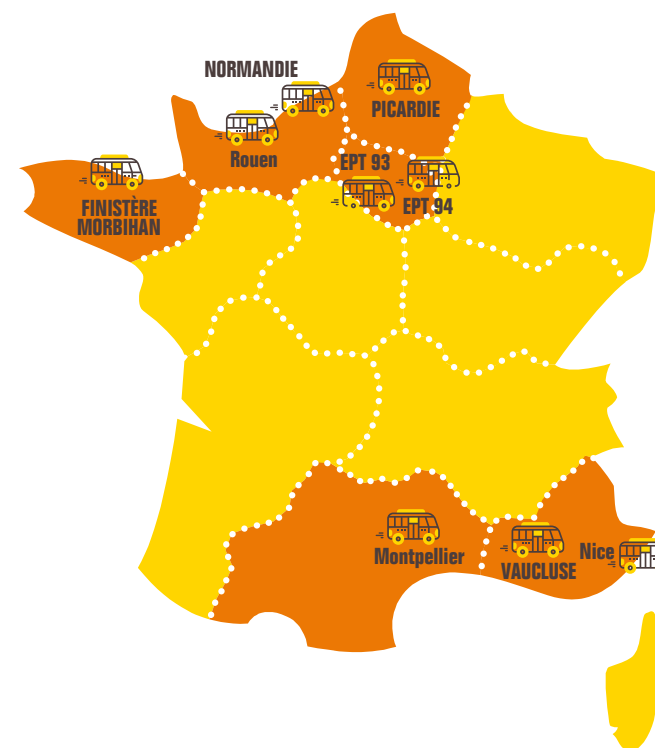 NORMANDIE
PICARDIE
Rouen
EPT 93
EPT 94
FINISTÈRE
MORBIHAN
Montpellier
Nice
VAUCLUSE